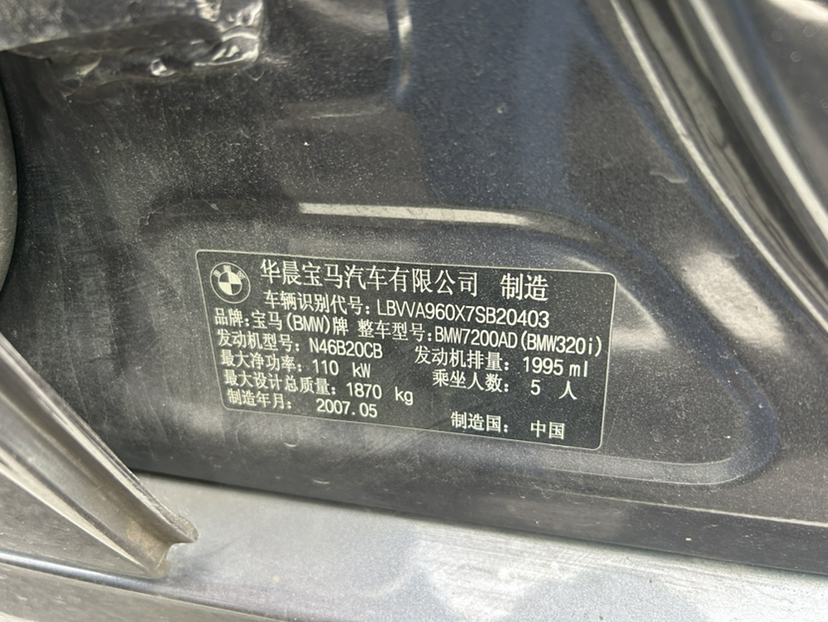 华晨宝马汽车有限公司 制造
车辆识别代号: LBVVA960X7SB20403
品牌: 宝马(BMW)牌 整车型号: BMW7200AD(BMW320i)
发动机型号: N46B20CB 发动机排量: 1995 ml
最大净功率: 110 kW 乘坐人数: 5 人
最大设计总质量: 1870 kg
制造年月: 2007.05 制造国: 中国